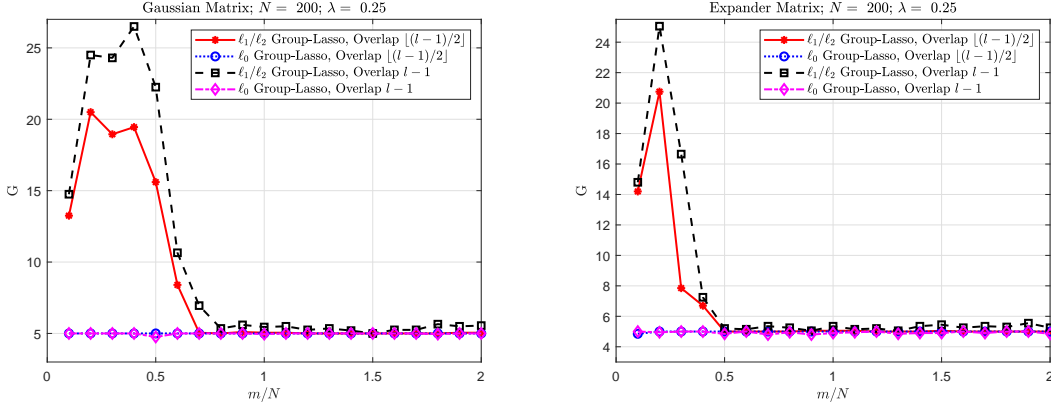 Gaussian Matrix; N = 200; λ = 0.25
25
20
15
10
5
G
0
0.5
1
1.5
2
m/N
ℓ1/ℓ2 Group-Lasso, Overlap ⌊(l − 1)/2⌋
ℓ0 Group-Lasso, Overlap ⌊(l − 1)/2⌋
ℓ1/ℓ2 Group-Lasso, Overlap l − 1
ℓ0 Group-Lasso, Overlap l − 1
Expander Matrix; N = 200; λ = 0.25
24
22
20
18
16
14
12
10
8
6
4
G
0
0.5
1
1.5
2
m/N
ℓ1/ℓ2 Group-Lasso, Overlap ⌊(l − 1)/2⌋
ℓ0 Group-Lasso, Overlap ⌊(l − 1)/2⌋
ℓ1/ℓ2 Group-Lasso, Overlap l − 1
ℓ0 Group-Lasso, Overlap l − 1